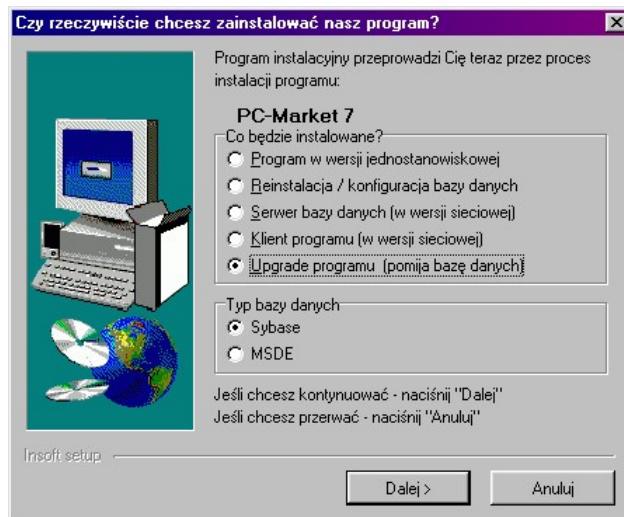 Czy rzeczywiście chcesz zainstalować nasz program?
Program instalacyjny przeprowadzi Cię teraz przez proces
instalacji programu:
PC-Market 7
Co będzie instalowane?
Program w wersji jednostanowiskowej
Reinstalacja / konfiguracja bazy danych
Serwer bazy danych (w wersji sieciowej)
Klient programu (w wersji sieciowej)
Upgrade programu (pomija bazę danych)
Typ bazy danych
Sybase
MSDE
Jeśli chcesz kontynuować - naciśnij "Dalej"
Jeśli chcesz przerwać - naciśnij "Anuluj"
Insoft setup
Dalej >
Anuluj